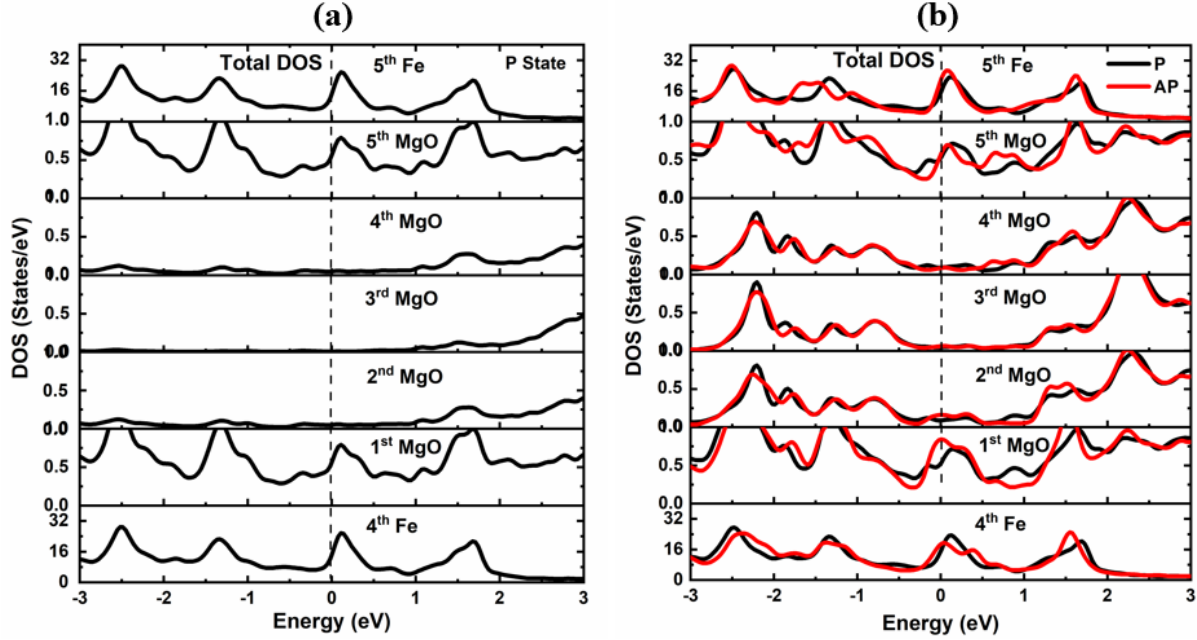 (a)
Total DOS 5th Fe P State
32
16
1.0
5th MgO
0.5
0.0
4th MgO
0.5
0.0
3rd MgO
0.5
0.0
2nd MgO
0.5
0.0
1st MgO
0.5
0.0
4th Fe
32
16
0
-3 -2 -1 0 1 2 3
Energy (eV)
DOS (States/eV)
(b)
Total DOS 5th Fe P
AP
32
16
1.0
5th MgO
0.5
0.0
4th MgO
0.5
0.0
3rd MgO
0.5
0.0
2nd MgO
0.5
0.0
1st MgO
0.5
0.0
4th Fe
32
16
0
-3 -2 -1 0 1 2 3
Energy (eV)
DOS (States/eV)